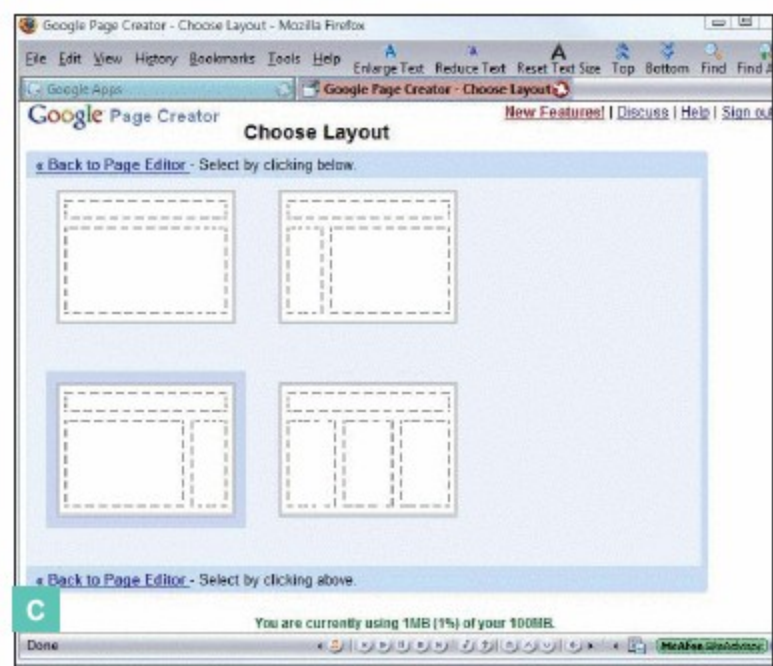 Google Page Creator - Choose Layout - Mozilla Firefox
File Edit View History Bookmarks Tools Help Enlarge Text Reduce Text Reset Text Size Top Bottom Find Find A
Google Apps Google Page Creator - Choose Layout
Google Page Creator New Features! | Discuss | Help | Sign out
Choose Layout
« Back to Page Editor - Select by clicking below.
« Back to Page Editor - Select by clicking above.
C
You are currently using 1MB (1%) of your 100MB.
Done McAfee SiteAdvisor